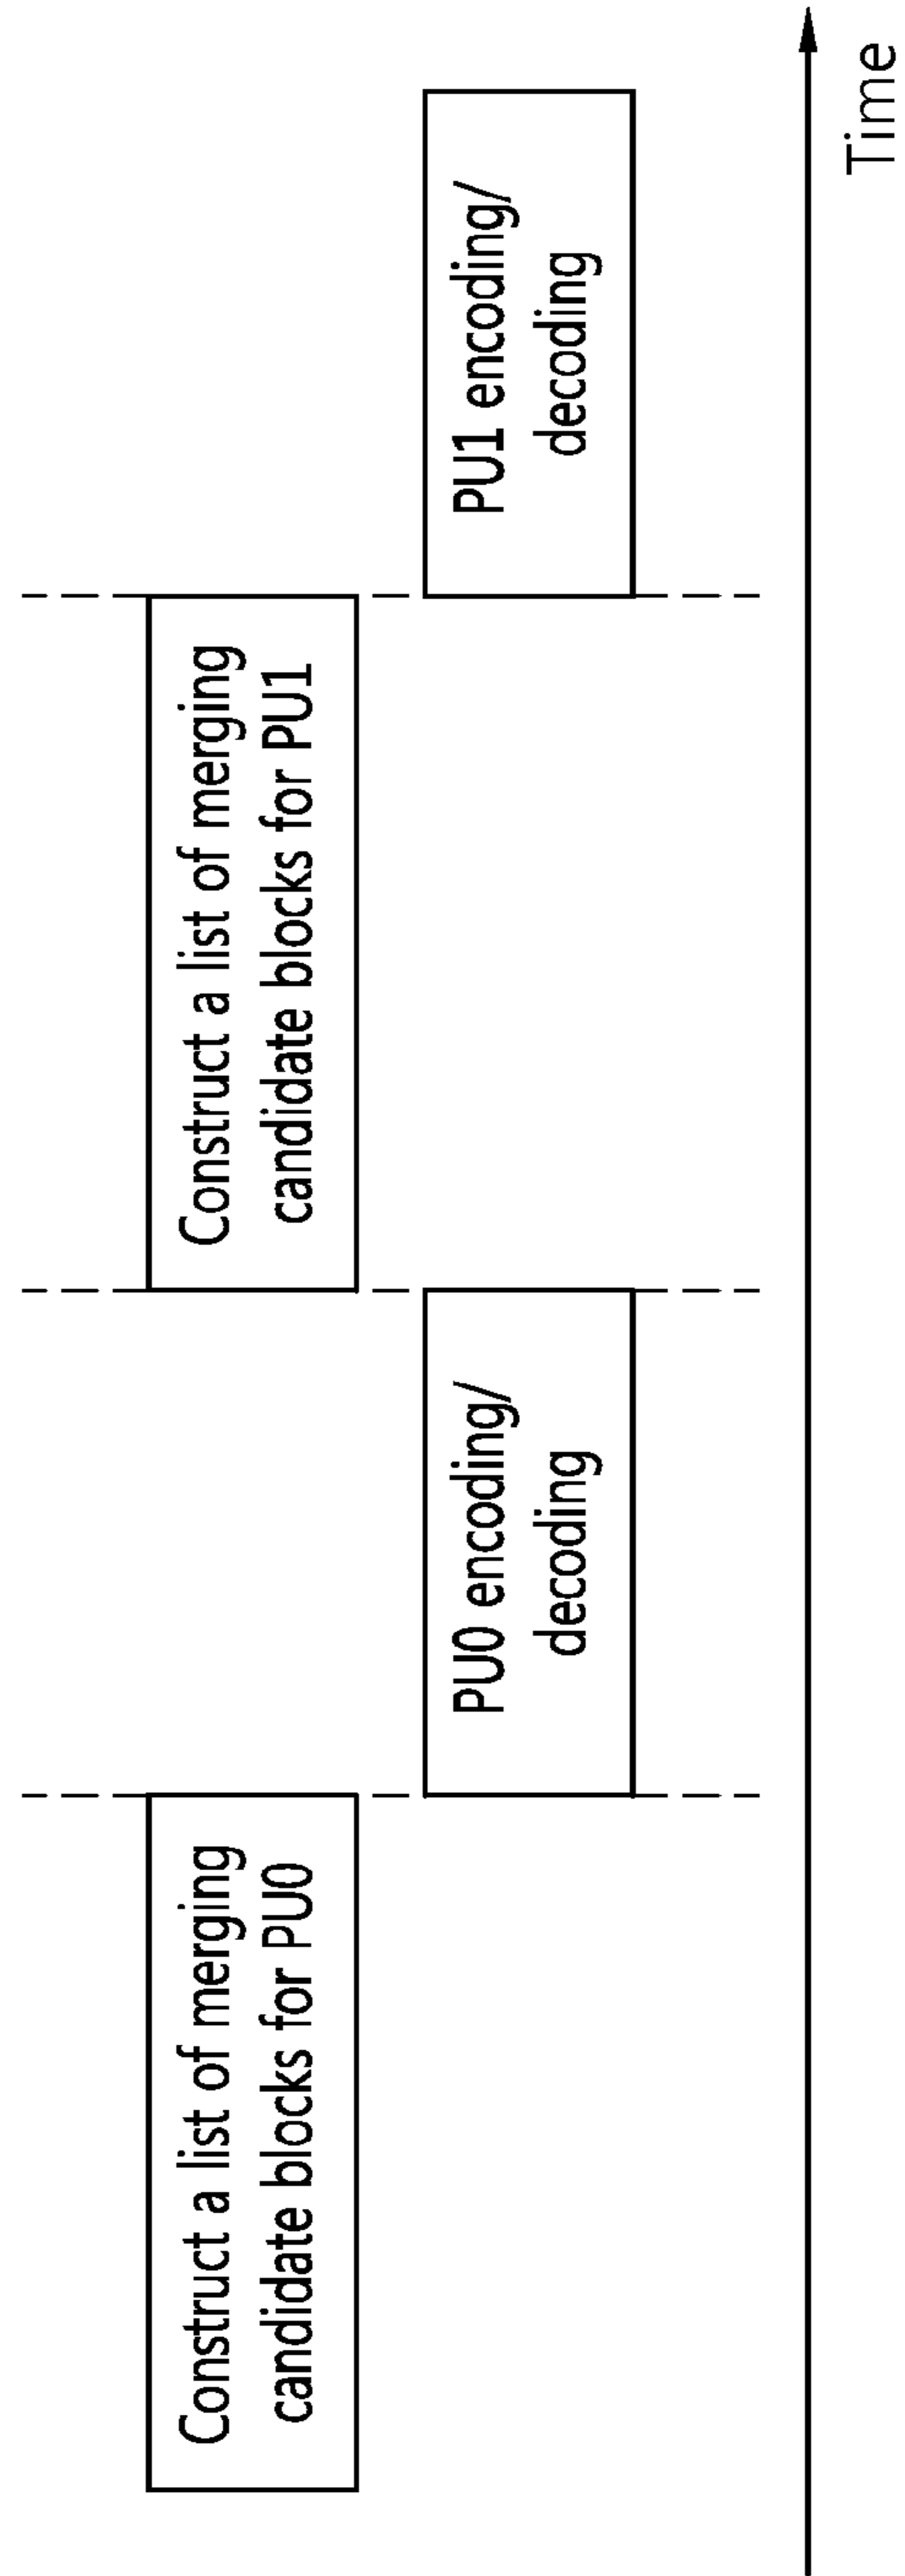 Construct a list of merging
candidate blocks for PU0
PU0 encoding/
decoding
Construct a list of merging
candidate blocks for PU1
PU1 encoding/
decoding
Time